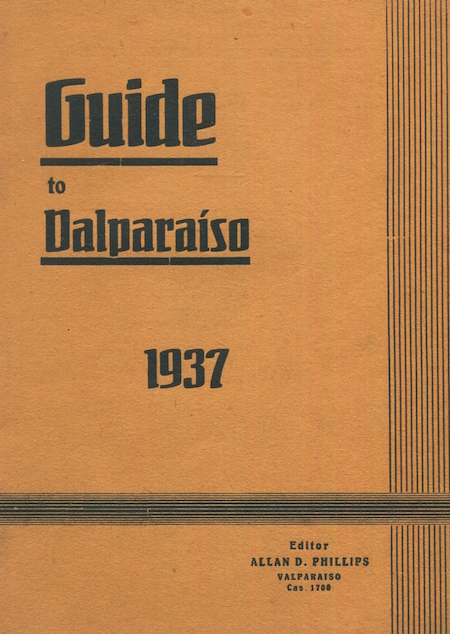 Guide
to
Valparaíso
1937
Editor
ALLAN D. PHILLIPS
VALPARAISO
Cas. 1700